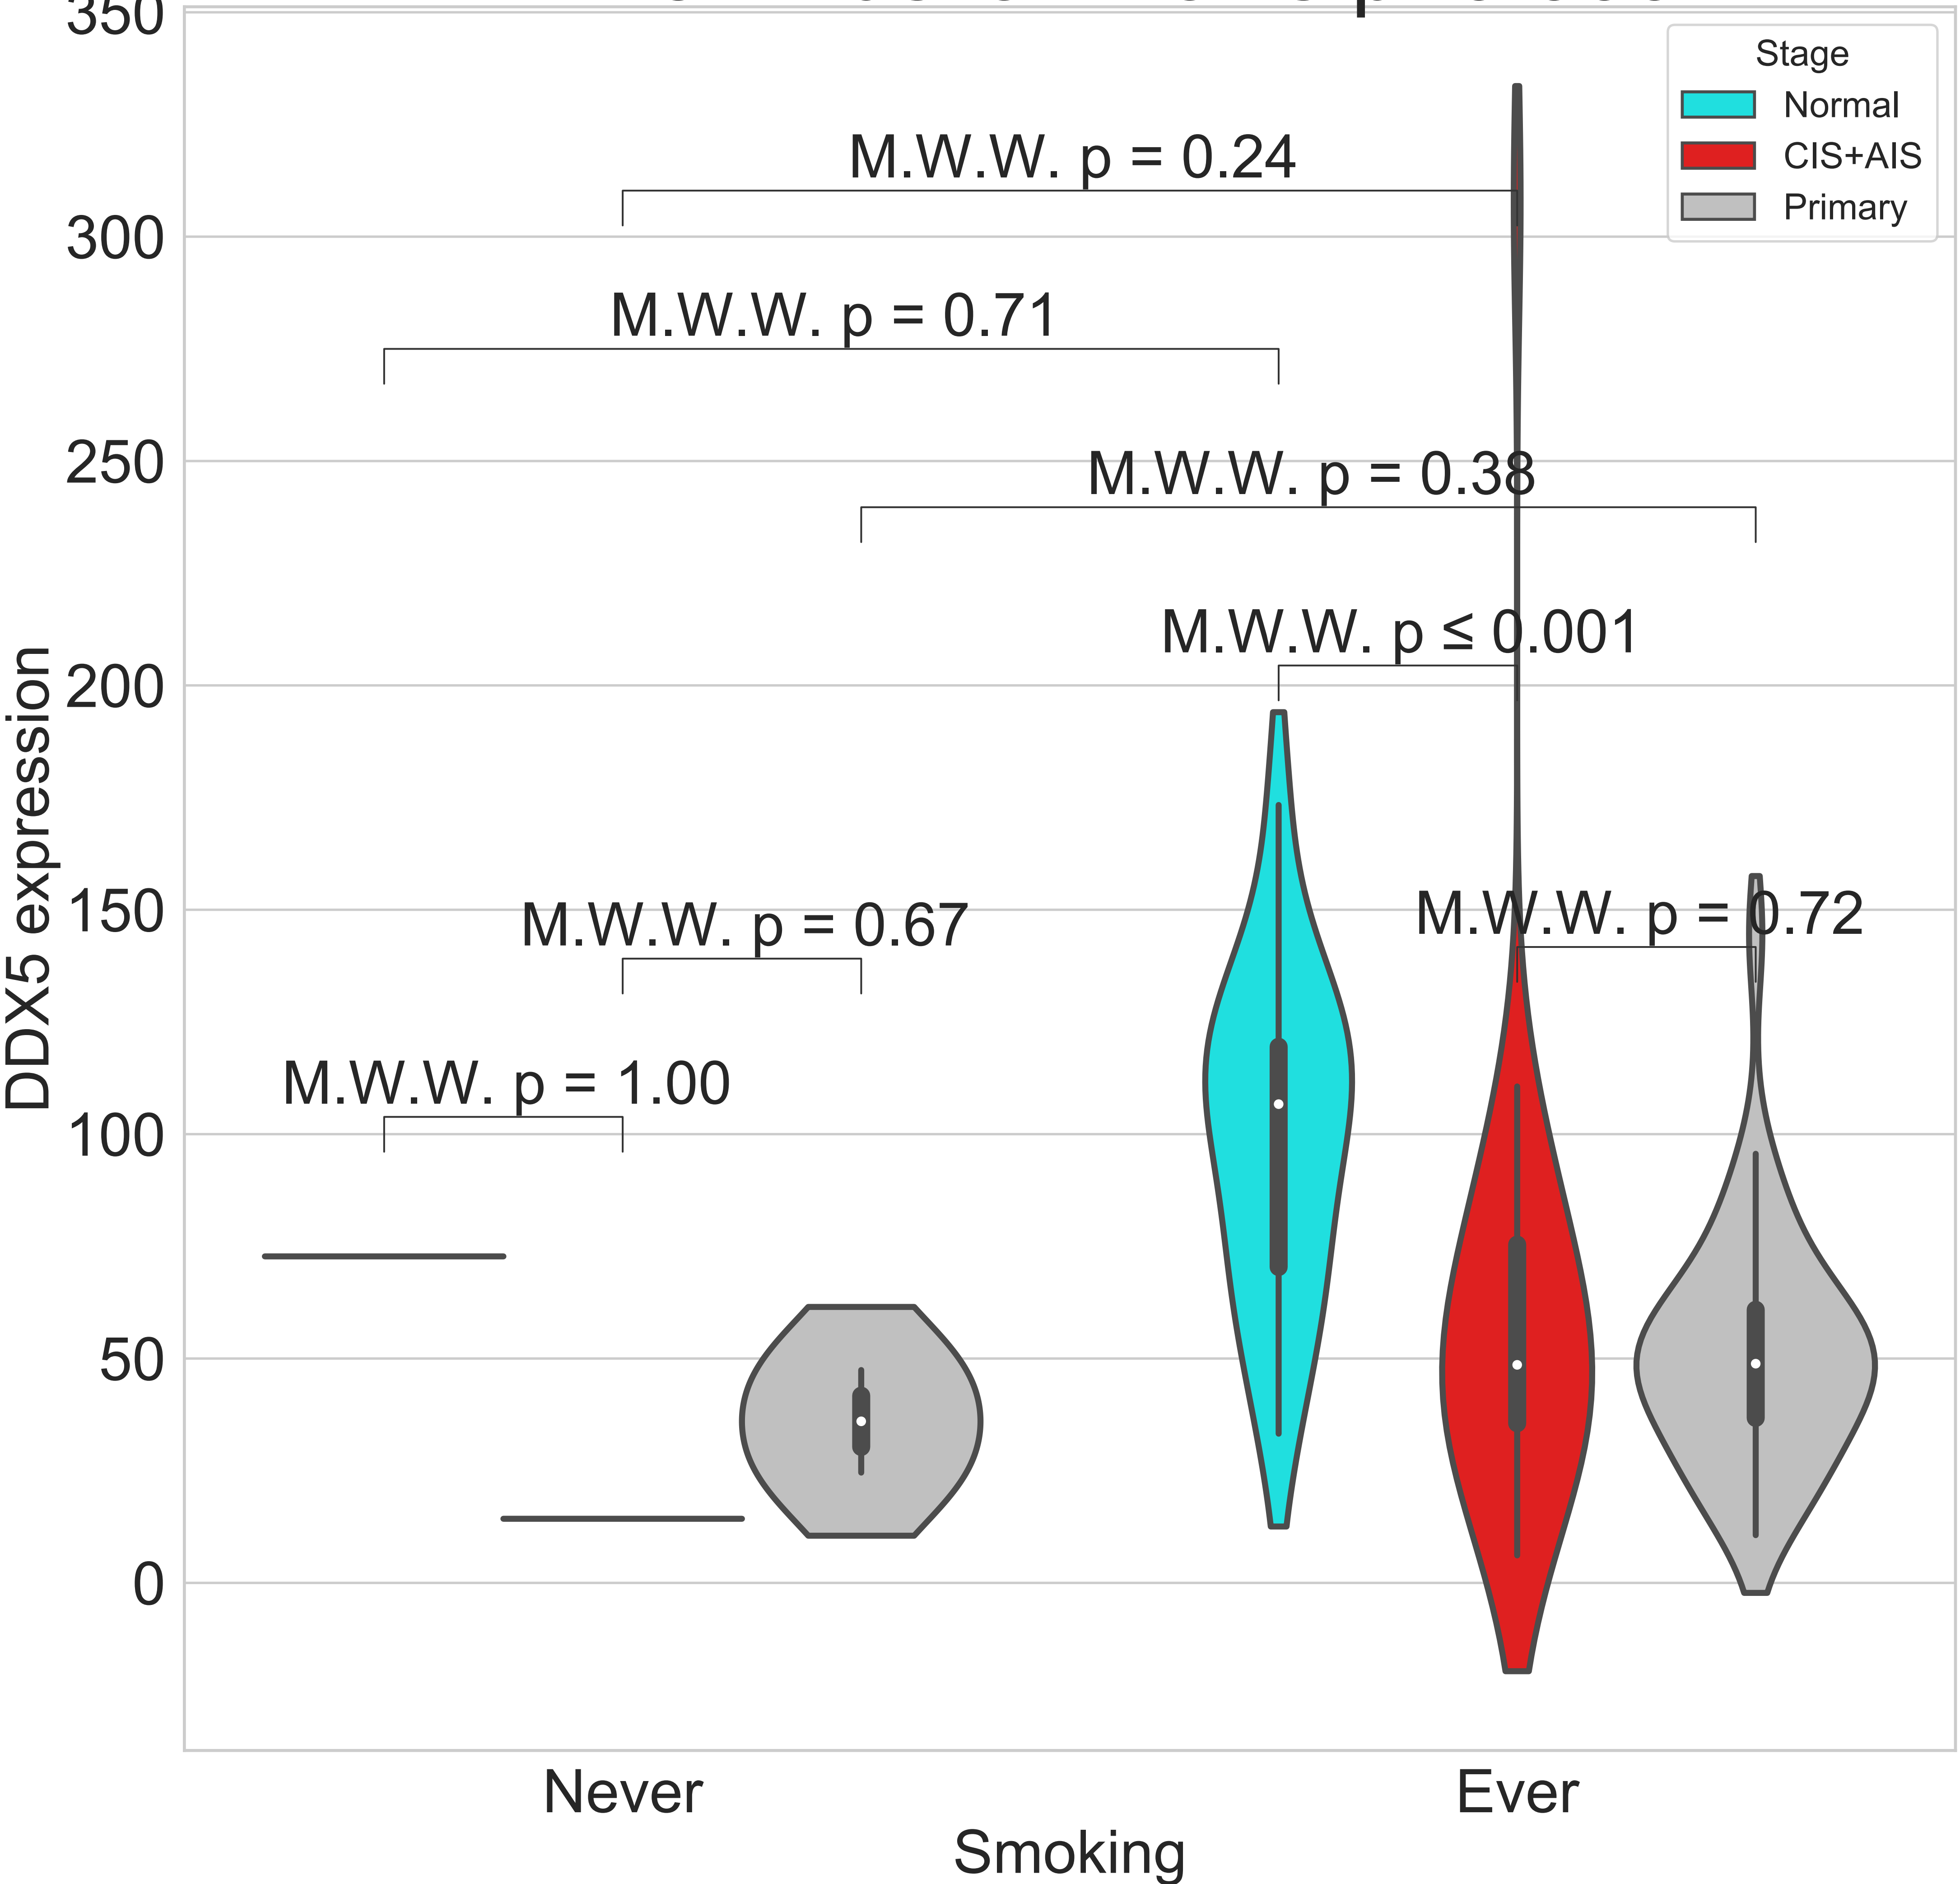 350
Stage
Normal
CIS+AIS
Primary
M.W.W. p = 0.24
300
M.W.W. p = 0.71
250
M.W.W. p = 0.38
M.W.W. p ≤ 0.001
200
150
M.W.W. p = 0.72
M.W.W. p = 0.67
M.W.W. p = 1.00
100
50
0
DDX5 expression
Never
Ever
Smoking